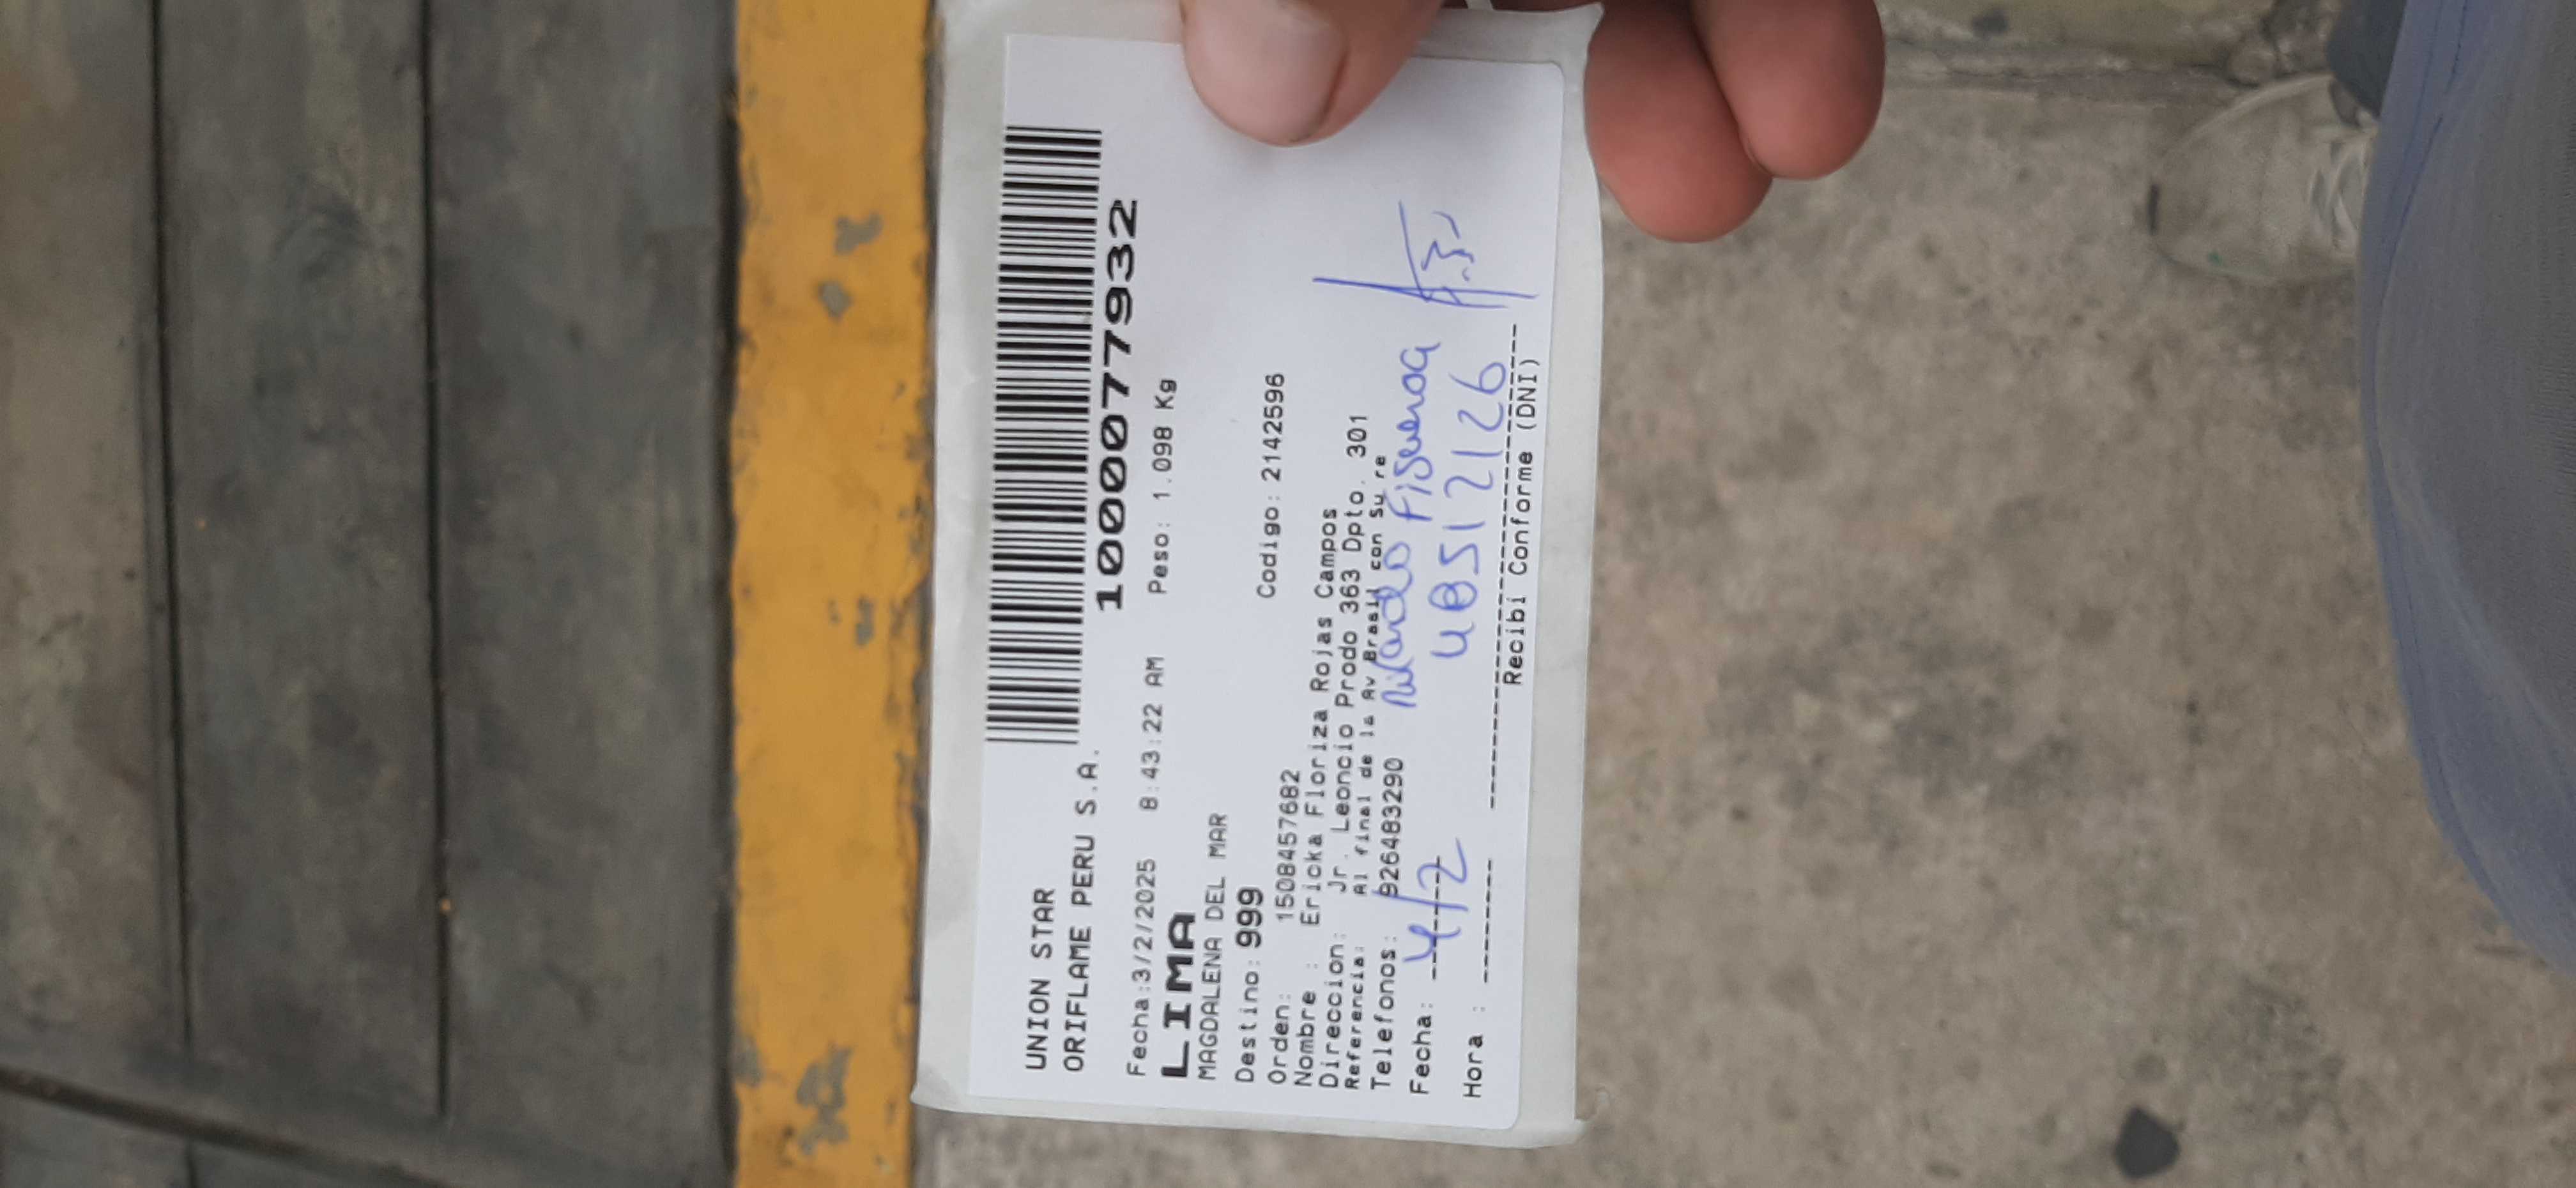 UNION STAR
ORIFLAME PERU S.A.
1000077932
Fecha:3/2/2025 8:43:22 AM Peso: 1.098 Kg
LIMA
MAGDALENA DEL MAR
Destino: 999
Orden: 15084576​82 Codigo: 2142596
Nombre : Ericka Floriza Rojas Campos
Direccion: Jr. Leoncio Prodo 363 Dpto. 301
Referencia: Al final de la Av Brasil con Su re
Telefonos: 926483290
Fecha: 4/2
48512126
Hora :
Recibi Conforme (DNI)